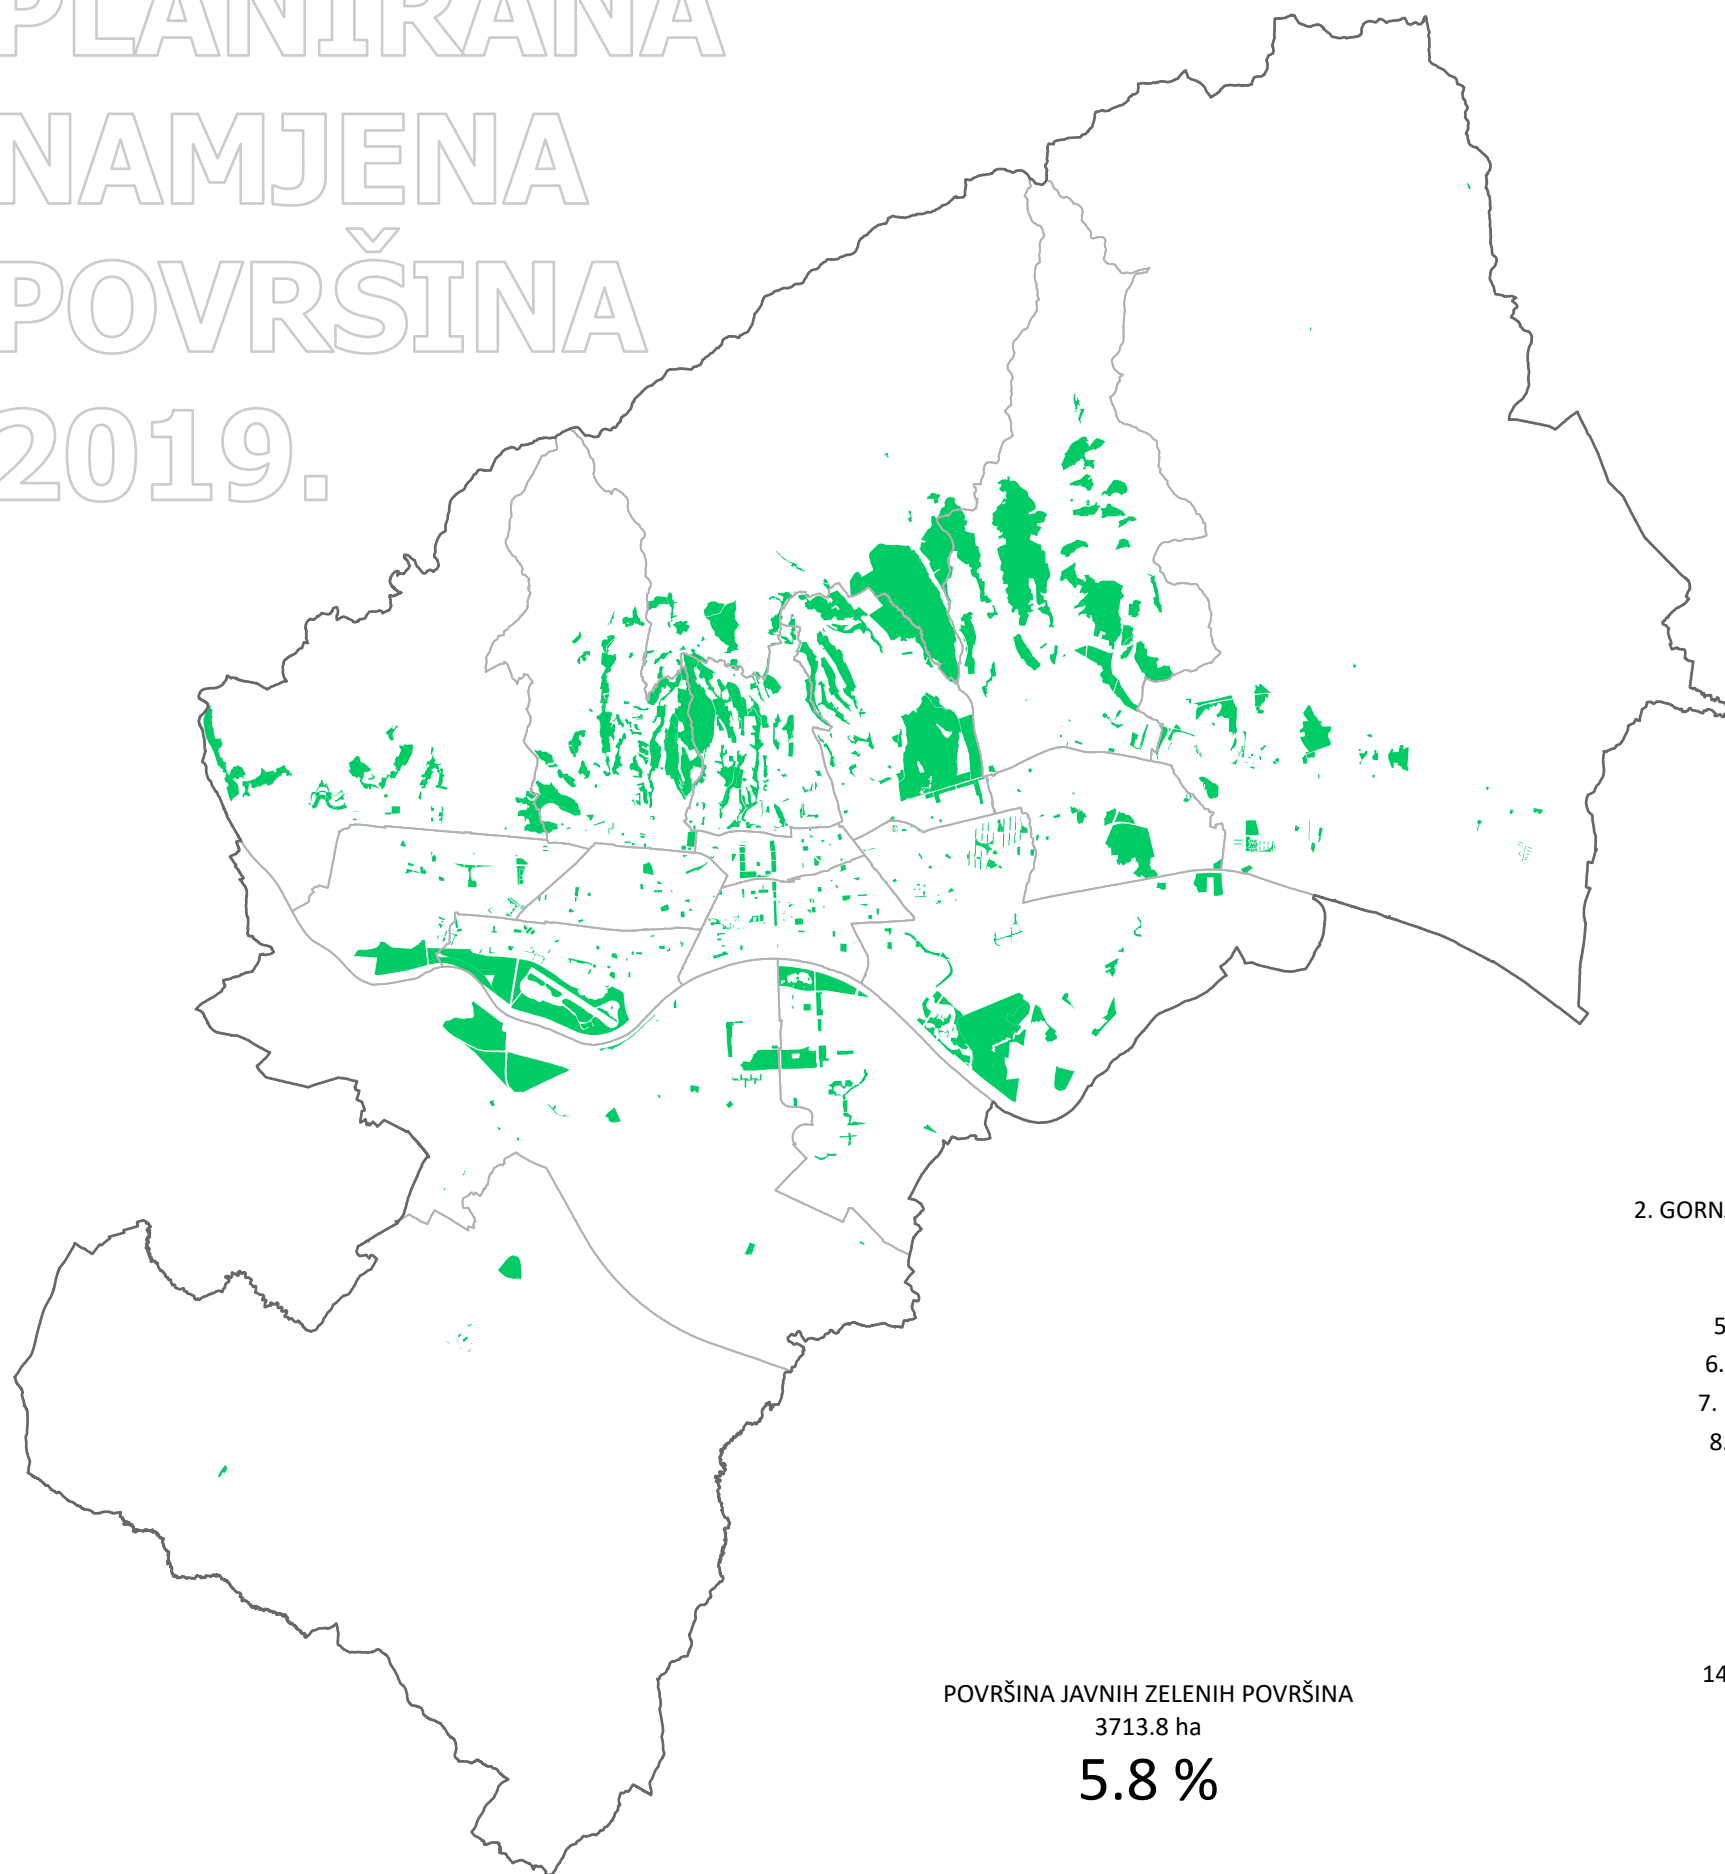 PLANIRANA
NAMJENA
POVRŠINA
2019.
2. GORNJ
5
6.
7.
8.
14
POVRŠINA JAVNIH ZELENIH POVRŠINA
3713.8 ha
5.8 %